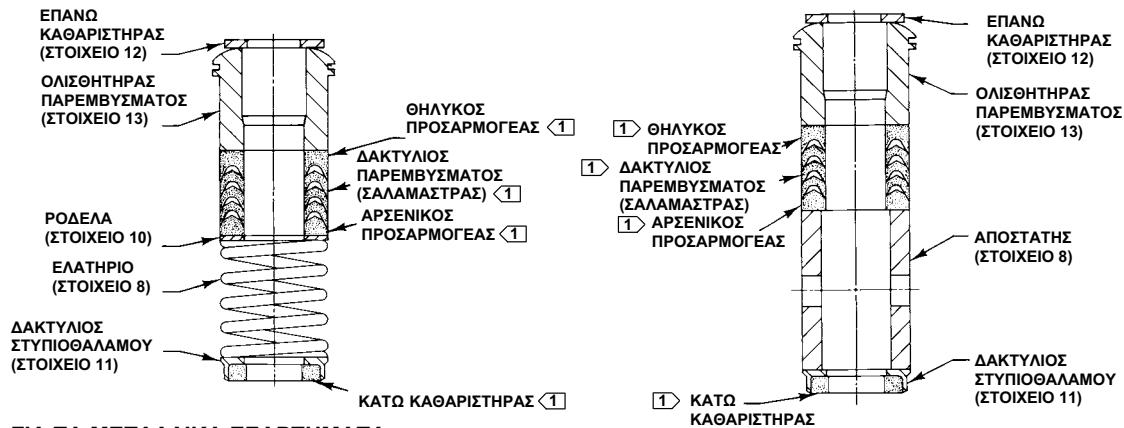 ΕΠΑΝΩ
ΚΑΘΑΡΙΣΤΗΡΑΣ
(ΣΤΟΙΧΕΙΟ 12)
ΟΛΙΣΘΗΤΗΡΑΣ
ΠΑΡΕΜΒΥΣΜΑΤΟΣ
(ΣΤΟΙΧΕΙΟ 13)
ΘΗΛΥΚΟΣ
ΠΡΟΣΑΡΜΟΓΕΑΣ 1
ΔΑΚΤΥΛΙΟΣ
ΠΑΡΕΜΒΥΣΜΑΤΟΣ
(ΣΑΛΑΜΑΣΤΡΑΣ) 1
ΑΡΣΕΝΙΚΟΣ
ΠΡΟΣΑΡΜΟΓΕΑΣ 1
ΡΟΔΕΛΑ
(ΣΤΟΙΧΕΙΟ 10)
ΕΛΑΤΗΡΙΟ
(ΣΤΟΙΧΕΙΟ 8)
ΔΑΚΤΥΛΙΟΣ
ΣΤΥΠΙΟΘΑΛΑΜΟΥ
(ΣΤΟΙΧΕΙΟ 11)
ΚΑΤΩ ΚΑΘΑΡΙΣΤΗΡΑΣ 1
ΕΠΑΝΩ
ΚΑΘΑΡΙΣΤΗΡΑΣ
(ΣΤΟΙΧΕΙΟ 12)
ΟΛΙΣΘΗΤΗΡΑΣ
ΠΑΡΕΜΒΥΣΜΑΤΟΣ
(ΣΤΟΙΧΕΙΟ 13)
1 ΘΗΛΥΚΟΣ
ΠΡΟΣΑΡΜΟΓΕΑΣ
1 ΔΑΚΤΥΛΙΟΣ
ΠΑΡΕΜΒΥΣΜΑΤΟΣ
(ΣΑΛΑΜΑΣΤΡΑΣ)
1 ΑΡΣΕΝΙΚΟΣ
ΠΡΟΣΑΡΜΟΓΕΑΣ
ΑΠΟΣΤΑΤΗΣ
(ΣΤΟΙΧΕΙΟ 8)
ΔΑΚΤΥΛΙΟΣ
ΣΤΥΠΙΟΘΑΛΑΜΟΥ
(ΣΤΟΙΧΕΙΟ 11)
1 ΚΑΤΩ
ΚΑΘΑΡΙΣΤΗΡΑΣ